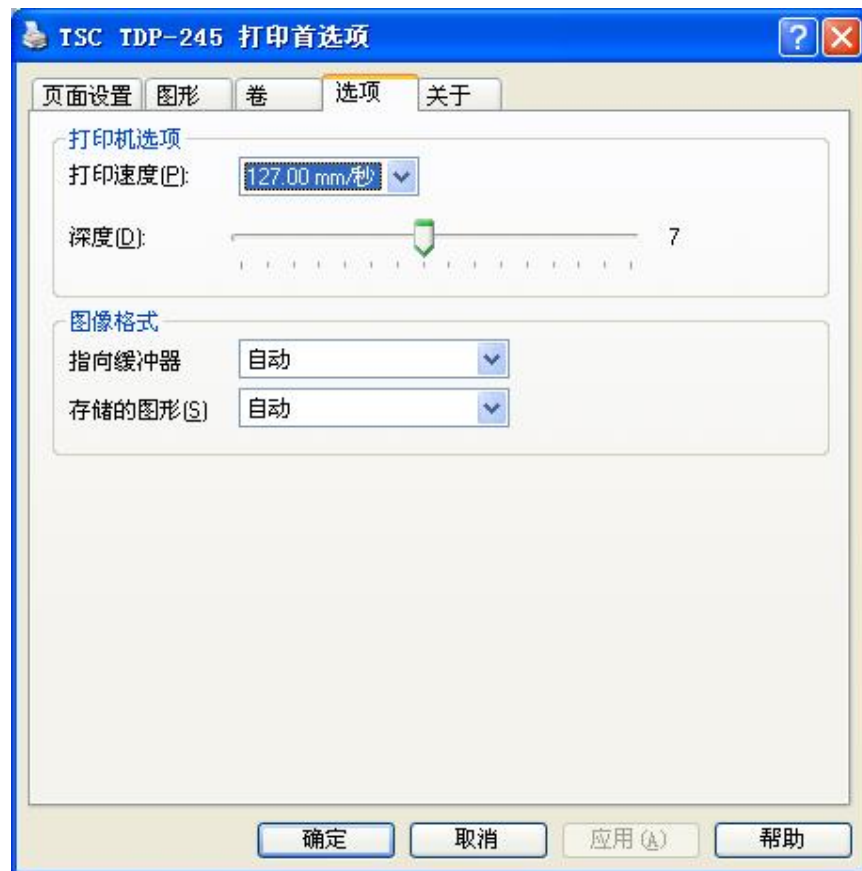 TSC TDP-245 打印首选项
页面设置 图形 卷 选项 关于
打印机选项
打印速度(P): 127.00 mm/秒
深度(D): 7
图像格式
指向缓冲器 自动
存储的图形(S) 自动
确定 取消 应用(A) 帮助